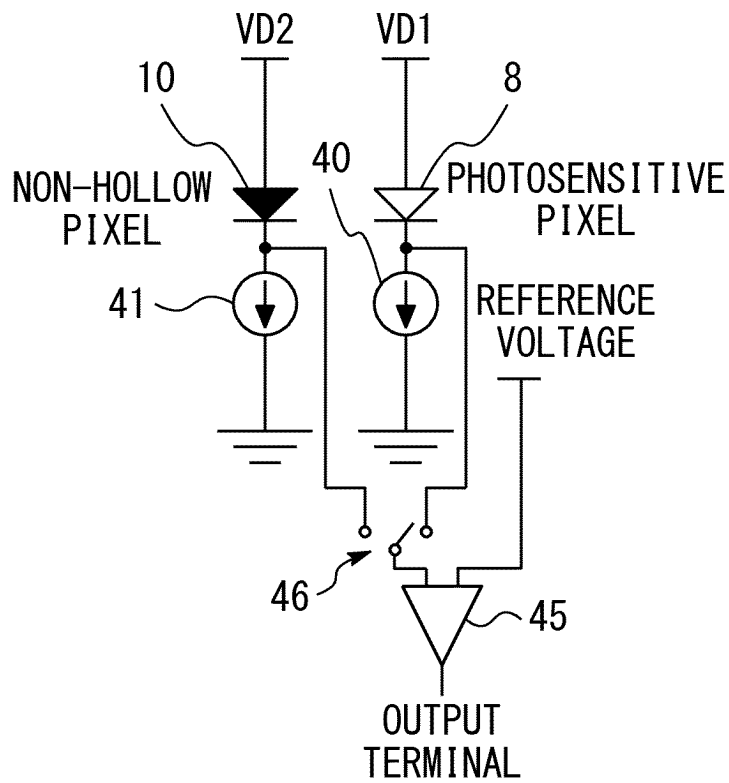 VD2
VD1
10
8
NON-HOLLOW
PIXEL
40
PHOTOSENSITIVE
PIXEL
41
REFERENCE
VOLTAGE
46
45
OUTPUT
TERMINAL